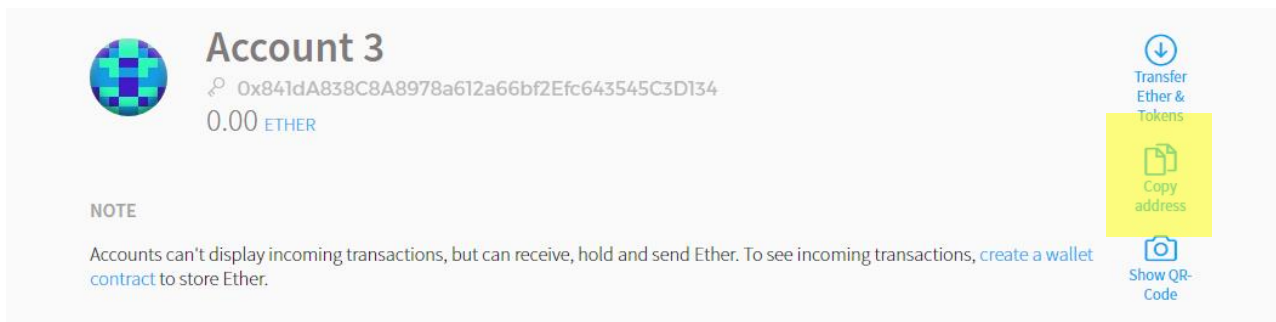 Account 3
0x841dA838C8A8978a612a66bf2Efc643545C3D134
0.00 ETHER
Transfer
Ether &
Tokens
Copy
address
Show QR-
Code
NOTE
Accounts can't display incoming transactions, but can receive, hold and send Ether. To see incoming transactions, create a wallet
contract to store Ether.